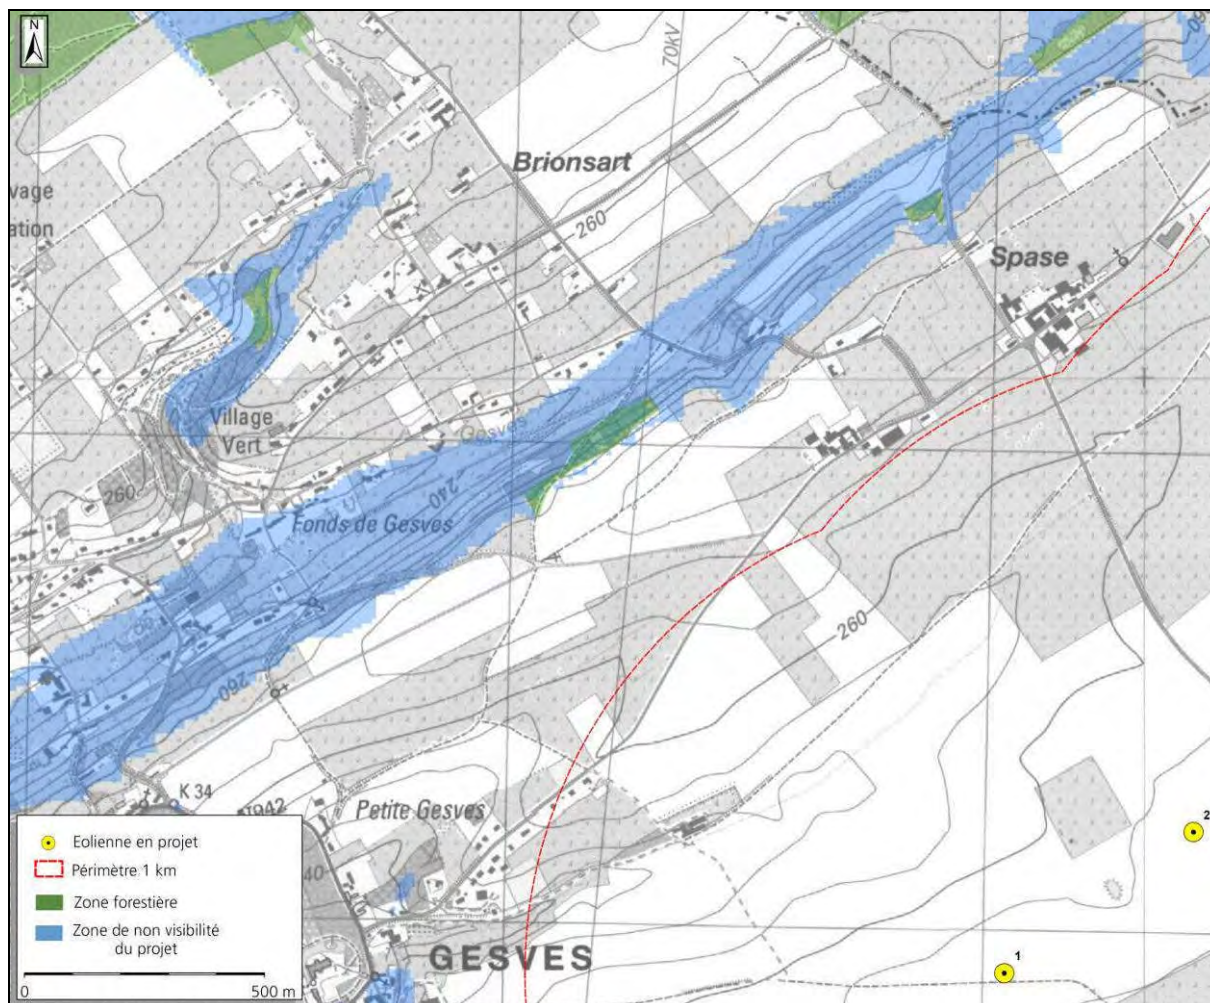 N
70kV
Brionsart
vage
ation
260
Spase
Village
Vert
Gesves
260
240
Fonds de Gesves
260
260
K 34
N942
Petite Gesves
40
GESVES
2
1
Eolienne en projet
Périmètre 1 km
Zone forestière
Zone de non visibilité
du projet
0
500 m